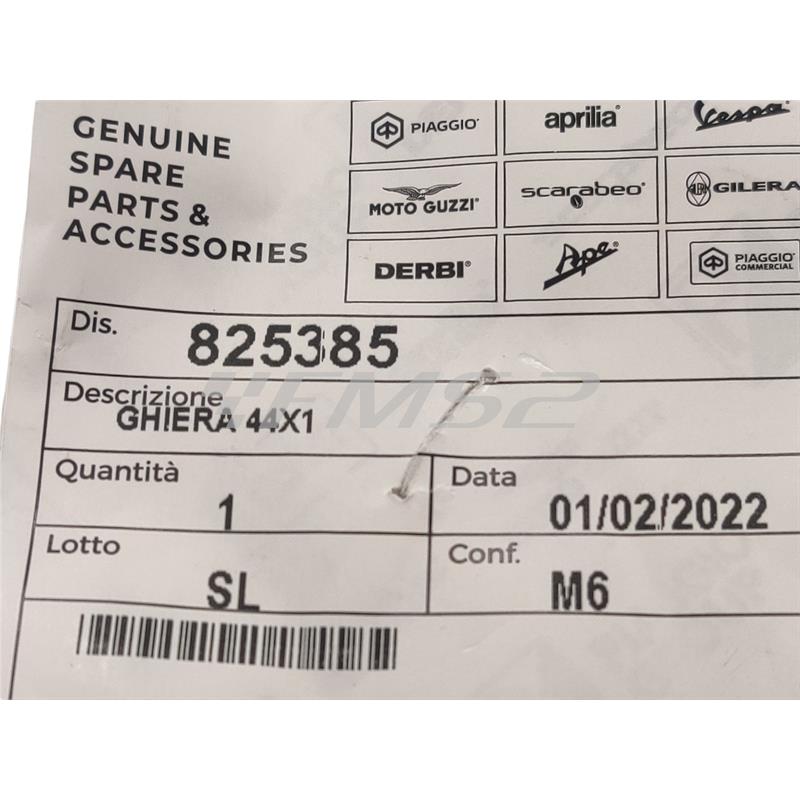 GENUINE
SPARE
PARTS &
ACCESSORIES
PIAGGIO® aprilia® Vespa®
MOTO GUZZI® scarabeo® GILERA
DERBI® Ape® PIAGGIO® COMMERCIAL
Dis. 825385
Descrizione
GHIERA 44X1
FMS2
Quantità 1
Data 01/02/2022
Lotto SL
Conf. M6